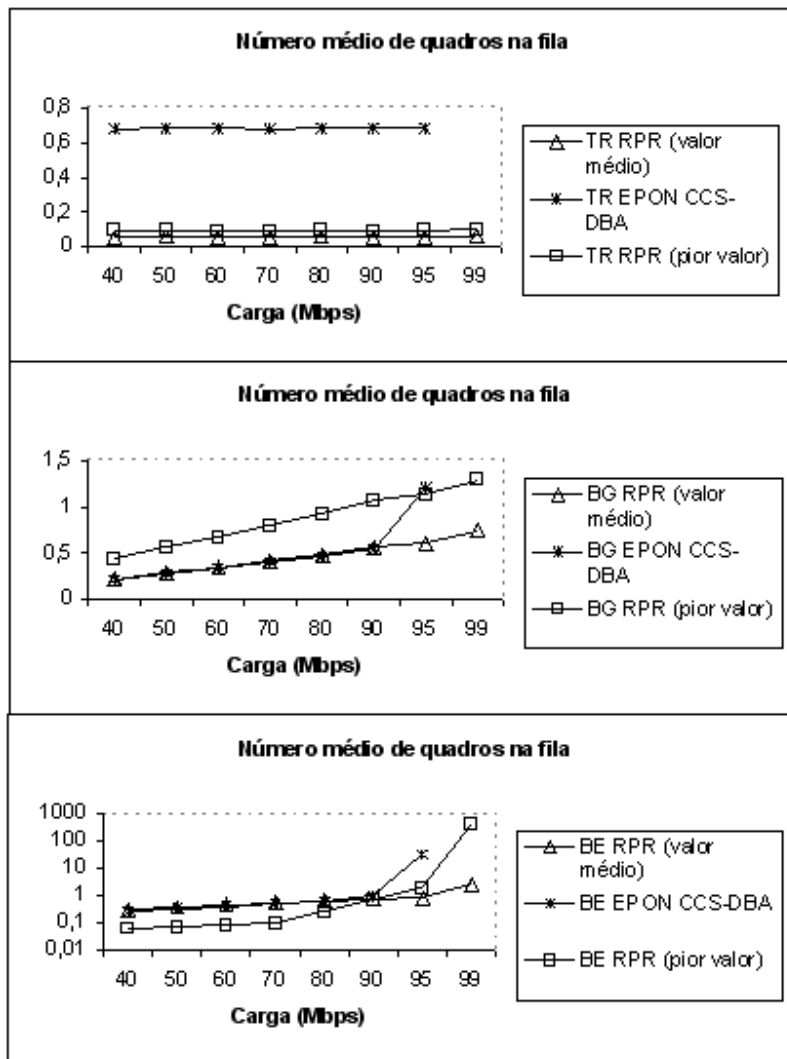 Número médio de quadros na fila
0,8
0,6
0,4
0,2
0
40 50 60 70 80 90 95 99
Carga (Mbps)
TR RPR (valor
médio)
TR EPON CCS-
DBA
TR RPR (pior valor)
Número médio de quadros na fila
1,5
1
0,5
0
40 50 60 70 80 90 95 99
Carga (Mbps)
BG RPR (valor
médio)
BG EPON CCS-
DBA
BG RPR (pior valor)
Número médio de quadros na fila
1000
100
10
1
0,1
0,01
40 50 60 70 80 90 95 99
Carga (Mbps)
BE RPR (valor
médio)
BE EPON CCS-DBA
BE RPR (pior valor)